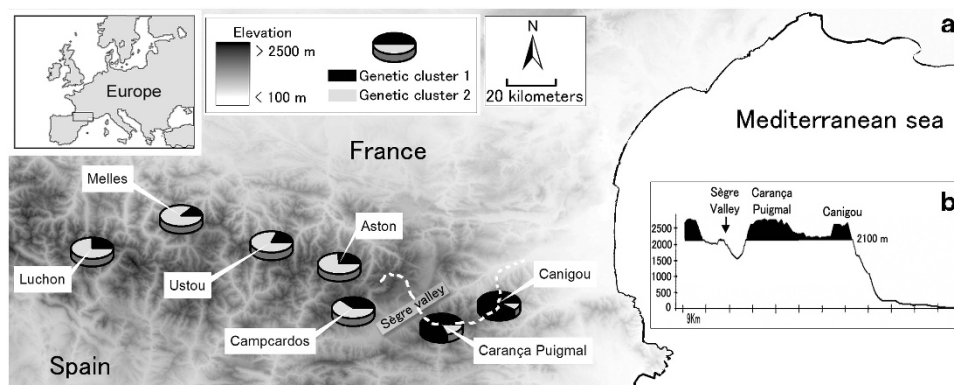 a
Europe
Elevation
> 2500 m
< 100 m
Genetic cluster 1
Genetic cluster 2
N
20 kilometers
Mediterranean sea
France
Melles
Luchon
Ustou
Aston
Campcardos
Sègre valley
Canigou
Carança Puigmal
Spain
b
Sègre
Valley
Carança
Puigmal
Canigou
2500
2000
1500
1000
500
0
2100 m
9Km